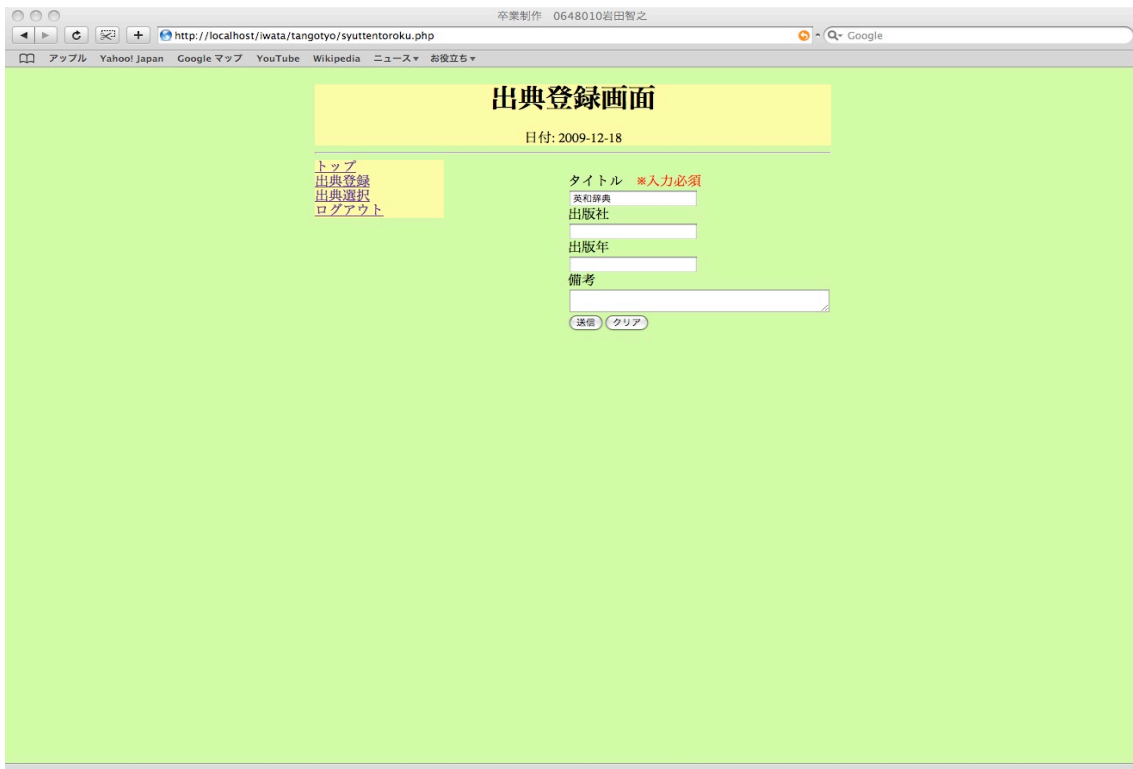 卒業制作　0648010岩田智之
http://localhost/iwata/tangotyo/syuttentoroku.php
Google
アップル Yahoo! Japan Google マップ YouTube Wikipedia ニュース▼ お役立ち▼
出典登録画面
日付: 2009-12-18
トップ
出典登録
出典選択
ログアウト
タイトル　※入力必須
英和辞典
出版社
出版年
備考
送信 クリア